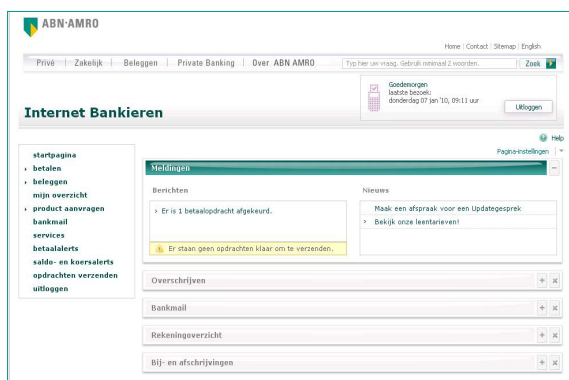 ABN·AMRO
Home | Contact | Sitemap | English
Privé | Zakelijk | Beleggen | Private Banking | Over ABN AMRO
Typ hier uw vraag. Gebruik minimaal 2 woorden.
Zoek
Goedemorgen
laatste bezoek:
donderdag 07 jan '10, 09:11 uur
Uitloggen
Internet Bankieren
Help
Pagina-instellingen
startpagina
betalen
beleggen
mijn overzicht
product aanvragen
bankmail
services
betaalalerts
saldo- en koersalerts
opdrachten verzenden
uitloggen
Meldingen
Berichten
Er is 1 betaalopdracht afgekeurd.
Er staan geen opdrachten klaar om te verzenden.
Nieuws
Maak een afspraak voor een Updategesprek
Bekijk onze leentarieven!
Overschrijven
Bankmail
Rekeningoverzicht
Bij- en afschrijvingen